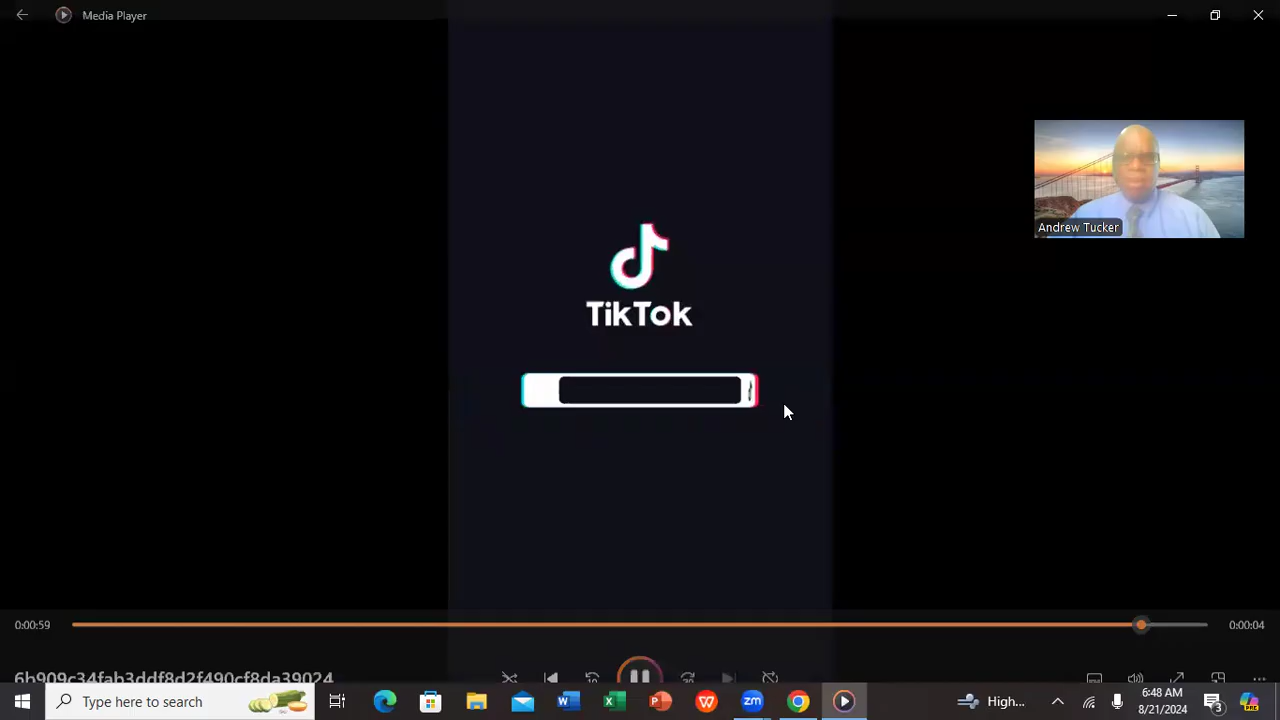 Media Player
TikTok
Andrew Tucker
0:00:59
0:00:04
6b909c34fab3ddf8d2f490cf8da39024
Type here to search
High...
6:48 AM
8/21/2024
3